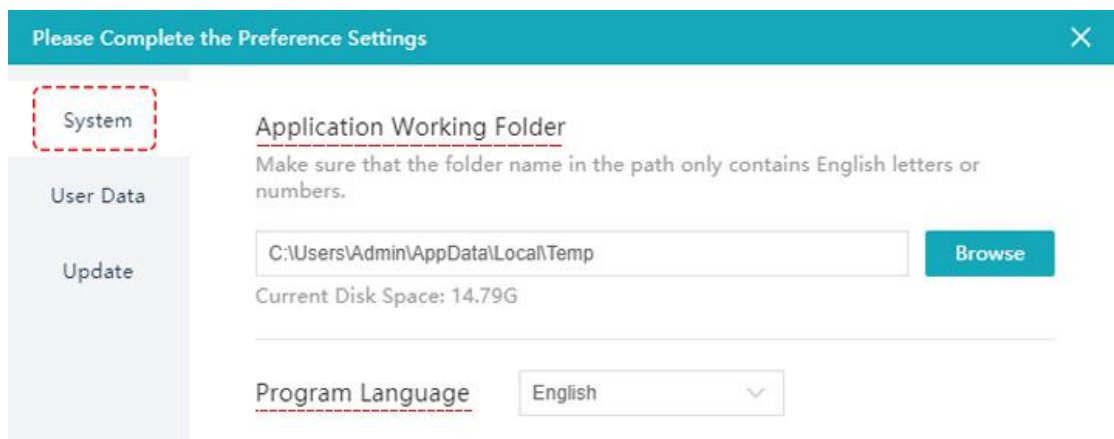 Please Complete the Preference Settings
System
User Data
Update
Application Working Folder
Make sure that the folder name in the path only contains English letters or
numbers.
C:\Users\Admin\AppData\Local\Temp
Browse
Current Disk Space: 14.79G
Program Language
English